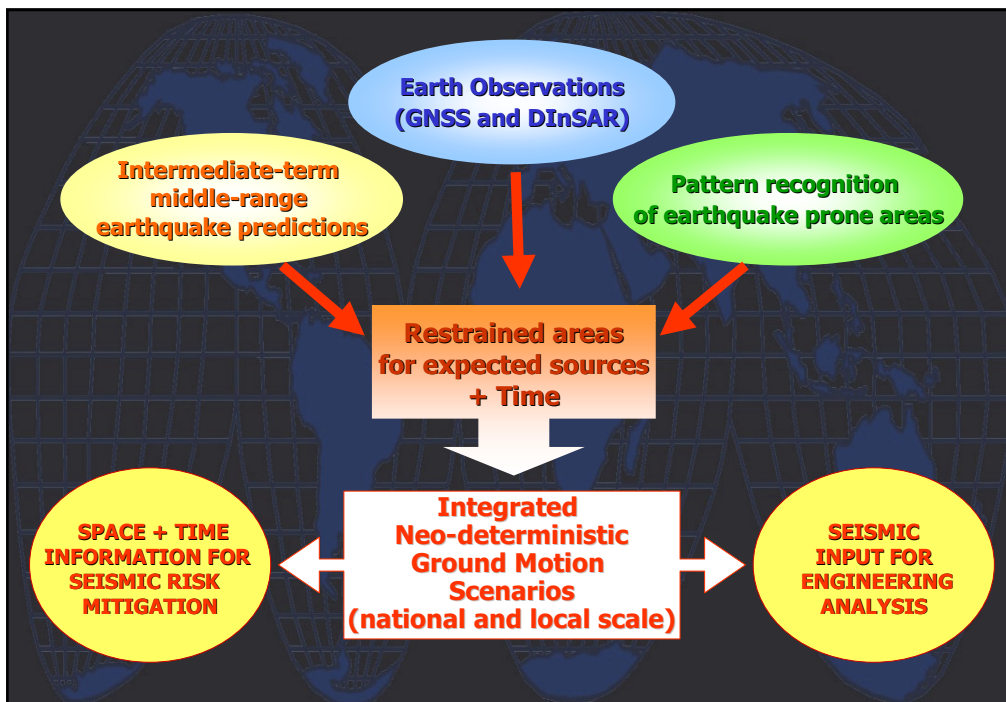 Earth Observations
(GNSS and DInSAR)
Intermediate-term
middle-range
earthquake predictions
Pattern recognition
of earthquake prone areas
Restrained areas
for expected sources
+ Time
SPACE + TIME
INFORMATION FOR
SEISMIC RISK
MITIGATION
Integrated
Neo-deterministic
Ground Motion
Scenarios
(national and local scale)
SEISMIC
INPUT FOR
ENGINEERING
ANALYSIS